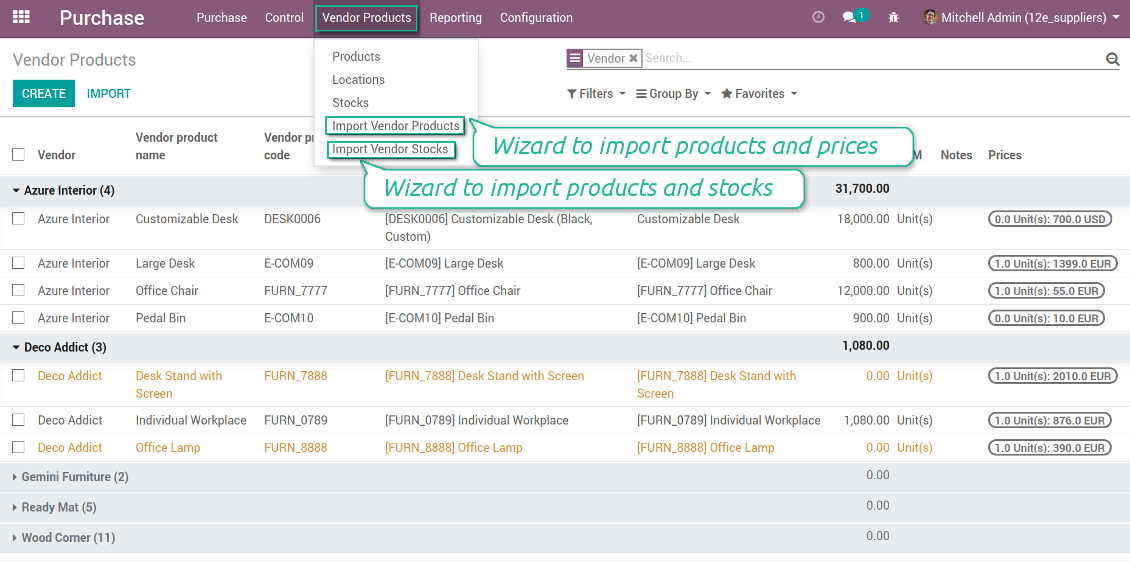 Purchase
Purchase Control Vendor Products Reporting Configuration
1 Mitchell Admin (12e_suppliers)
Vendor Products
Vendor Search...
CREATE IMPORT
Filters Group By Favorites
Products
Locations
Stocks
Import Vendor Products
Import Vendor Stocks
Wizard to import products and prices
Wizard to import products and stocks
Vendor Vendor product name Notes Prices
Azure Interior (4) 31,700.00
Azure Interior Customizable Desk DESK0006 [DESK0006] Customizable Desk (Black, Custom) Customizable Desk 18,000.00 Unit(s) 0.0 Unit(s): 700.0 USD
Azure Interior Large Desk E-COM09 [E-COM09] Large Desk [E-COM09] Large Desk 800.00 Unit(s) 1.0 Unit(s): 1399.0 EUR
Azure Interior Office Chair FURN_7777 [FURN_7777] Office Chair [FURN_7777] Office Chair 12,000.00 Unit(s) 1.0 Unit(s): 55.0 EUR
Azure Interior Pedal Bin E-COM10 [E-COM10] Pedal Bin [E-COM10] Pedal Bin 900.00 Unit(s) 0.0 Unit(s): 10.0 EUR
Deco Addict (3) 1,080.00
Deco Addict Desk Stand with Screen FURN_7888 [FURN_7888] Desk Stand with Screen [FURN_7888] Desk Stand with Screen 0.00 Unit(s) 1.0 Unit(s): 2010.0 EUR
Deco Addict Individual Workplace FURN_0789 [FURN_0789] Individual Workplace [FURN_0789] Individual Workplace 1,080.00 Unit(s) 1.0 Unit(s): 876.0 EUR
Deco Addict Office Lamp FURN_8888 [FURN_8888] Office Lamp [FURN_8888] Office Lamp 0.00 Unit(s) 1.0 Unit(s): 390.0 EUR
Gemini Furniture (2) 0.00
Ready Mat (5) 0.00
Wood Corner (11) 0.00